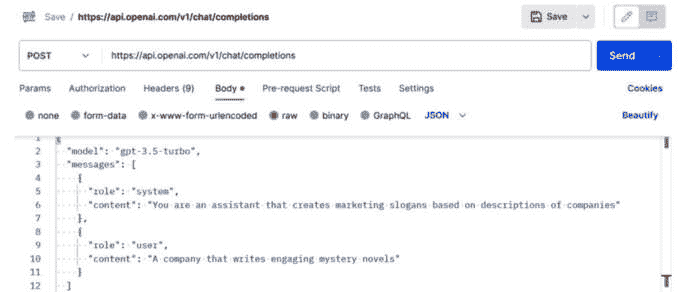 Save / https://api.openai.com/v1/chat/completions Save
POST https://api.openai.com/v1/chat/completions Send
Params Authorization Headers (9) Body Pre-request Script Tests Settings Cookies
none form-data x-www-form-urlencoded raw binary GraphQL JSON Beautify
1 {
2 "model": "gpt-3.5-turbo",
3 "messages": [
4 {
5 "role": "system",
6 "content": "You are an assistant that creates marketing slogans based on descriptions of companies"
7 },
8 {
9 "role": "user",
10 "content": "A company that writes engaging mystery novels"
11 }
12 ]